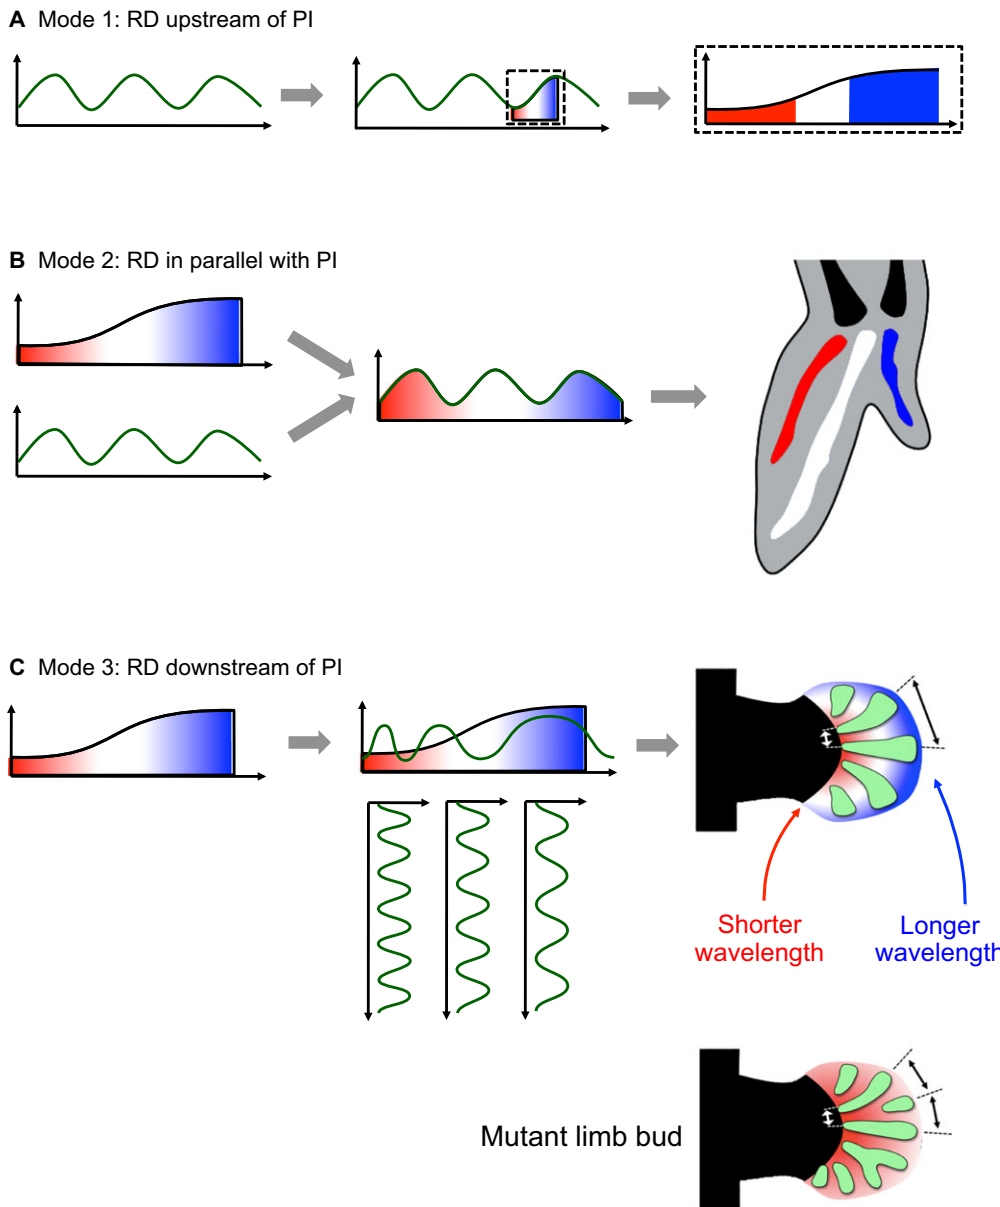 A Mode 1: RD upstream of PI
B Mode 2: RD in parallel with PI
C Mode 3: RD downstream of PI
Shorter
wavelength
Longer
wavelength
Mutant limb bud